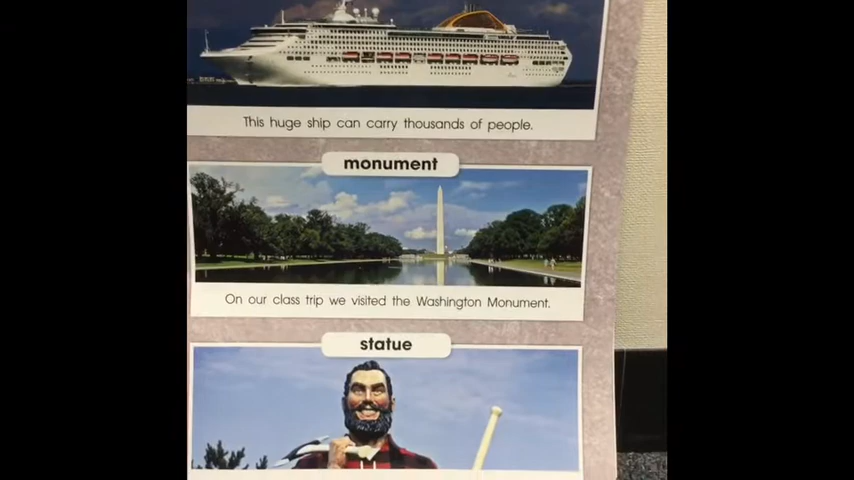 This huge ship can carry thousands of people.
monument
On our class trip we visited the Washington Monument.
statue